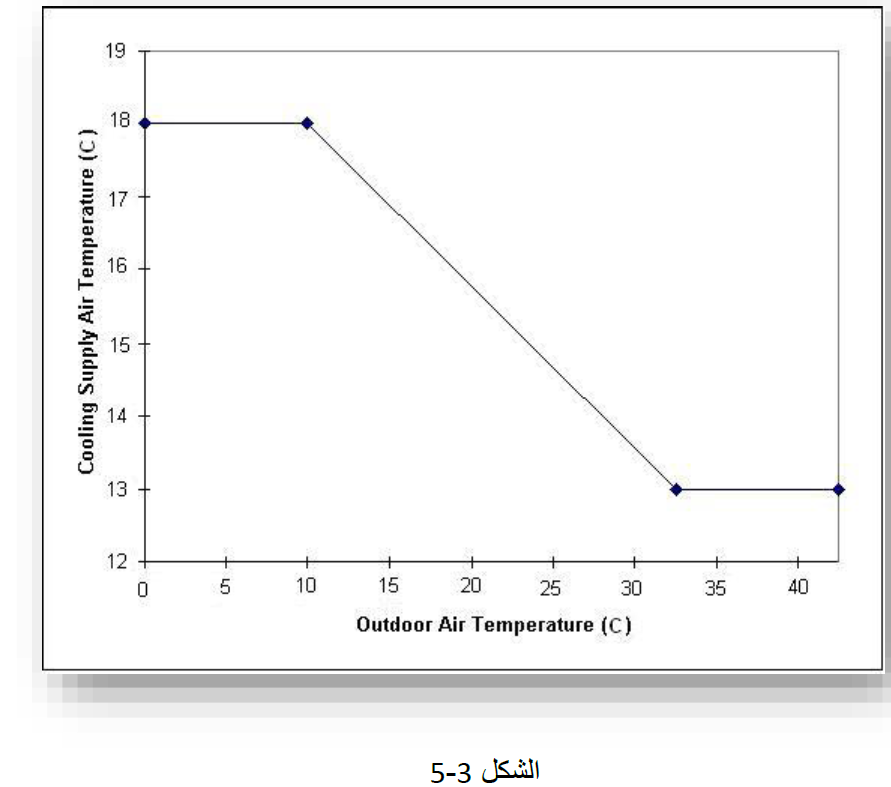 19
18
17
16
15
14
13
12
Cooling Supply Air Temperature (C)
0 5 10 15 20 25 30 35 40
Outdoor Air Temperature (C)
الشكل 3-5